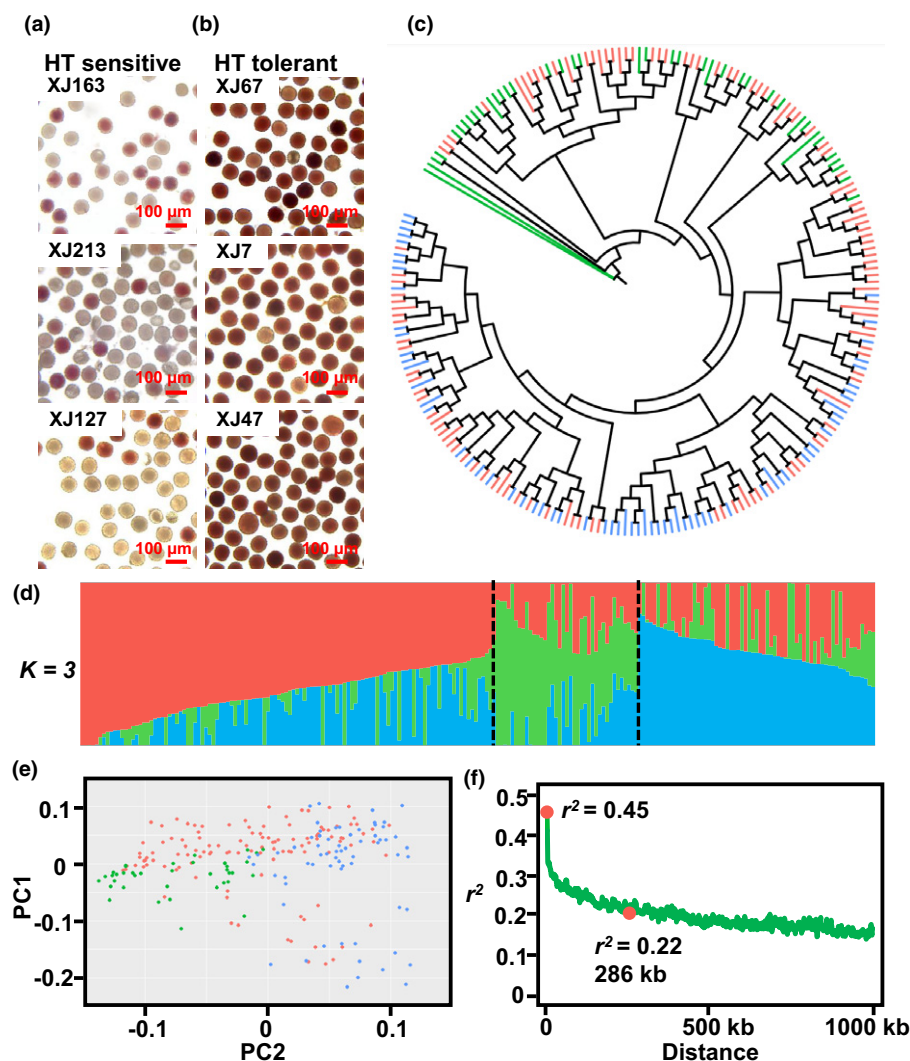 (a)
(b)
(c)
HT sensitive
HT tolerant
XJ163
XJ67
100 µm
100 µm
XJ213
XJ7
100 µm
100 µm
XJ127
XJ47
100 µm
100 µm
(d)
K = 3
(e)
0.1
0
-0.1
-0.2
PC1
-0.1
0
0.1
PC2
(f)
0.5
0.4
0.3
0.2
0.1
0
r²
r² = 0.45
r² = 0.22
286 kb
0
500 kb
1000 kb
Distance